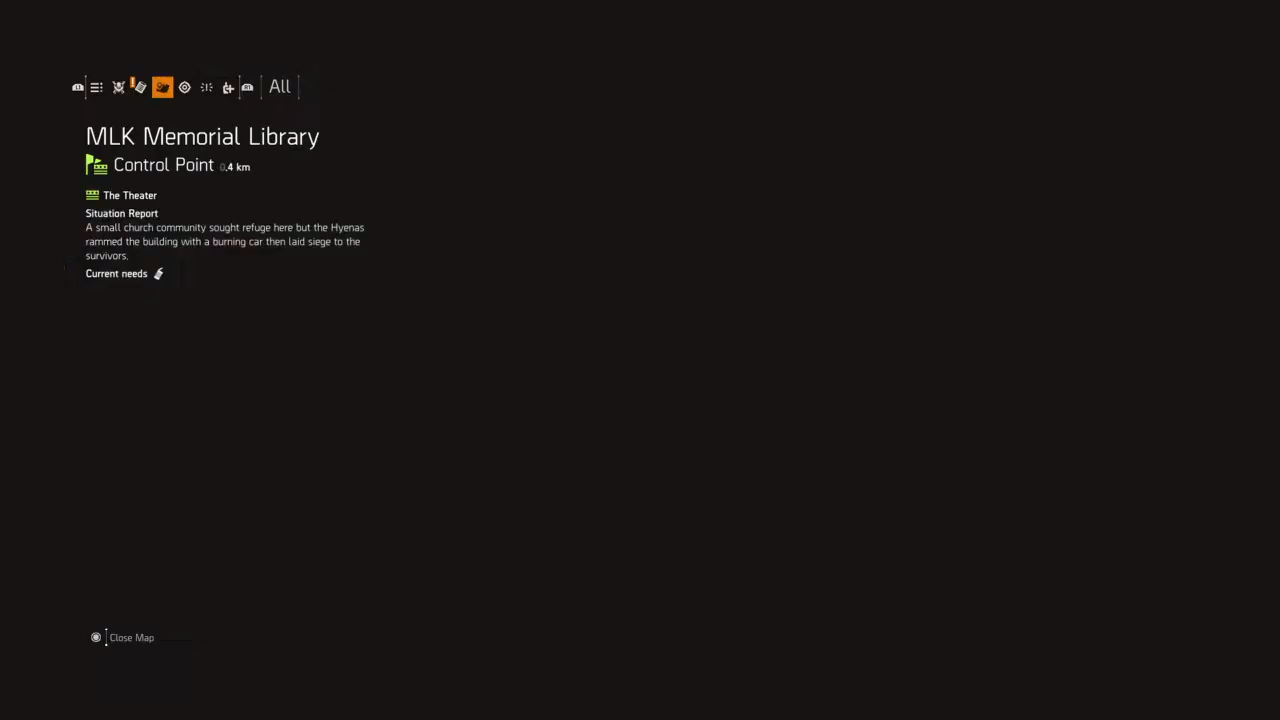 All
MLK Memorial Library
Control Point 0.4 km
The Theater
Situation Report
A small church community sought refuge here but the Hyenas
rammed the building with a burning car then laid siege to the
survivors.
Current needs
Close Map